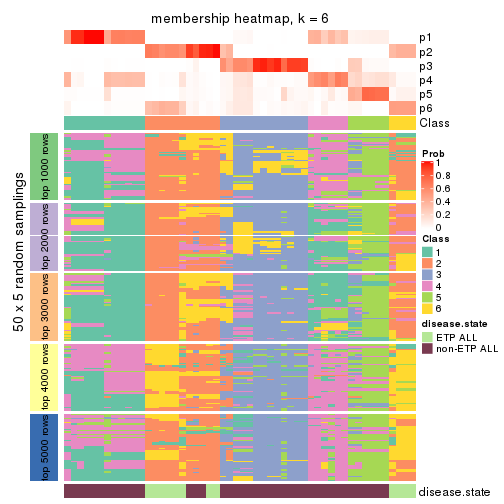 membership heatmap, k = 6
p1
p2
p3
p4
p5
p6
Class
50 x 5 random samplings
top 1000 rows
top 2000 rows
top 3000 rows
top 4000 rows
top 5000 rows
Prob
1
0.8
0.6
0.4
0.2
0
Class
1
2
3
4
5
6
disease.state
ETP ALL
non-ETP ALL
disease.state